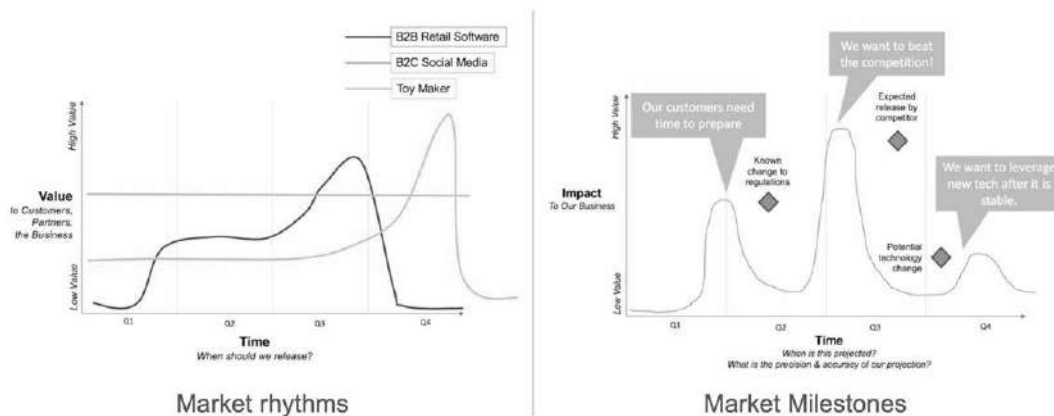 B2B Retail Software
B2C Social Media
Toy Maker
High Value
Value
to Customers,
Partners,
the Business
Low Value
Q1
Q2
Q3
Q4
Time
When should we release?
Market rhythms
We want to beat
the competition!
Our customers need
time to prepare
Expected
release by
competitor
High Value
Known
change to
regulations
We want to leverage
new tech after it is
stable.
Impact
To Our Business
Potential
technology
change
Low Value
Q1
Q2
Q3
Q4
Time
When is this projected?
What is the precision & accuracy of our projection?
Market Milestones